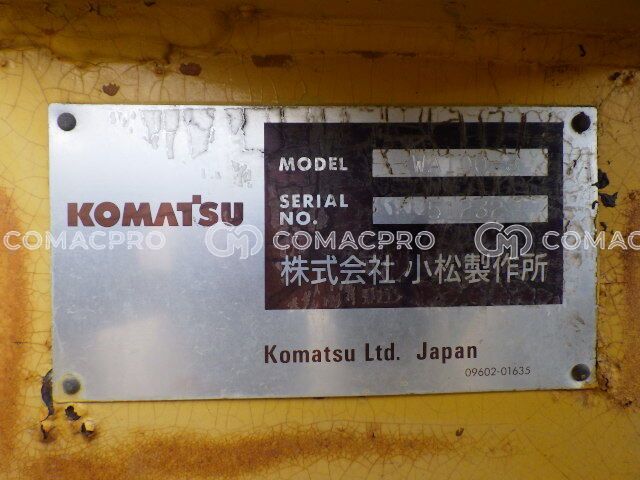 KOMATSU
MODEL
SERIAL
NO.
株式会社 小松製作所
Komatsu Ltd. Japan
09602-01635
COMACPRO COMACPRO COMACPRO